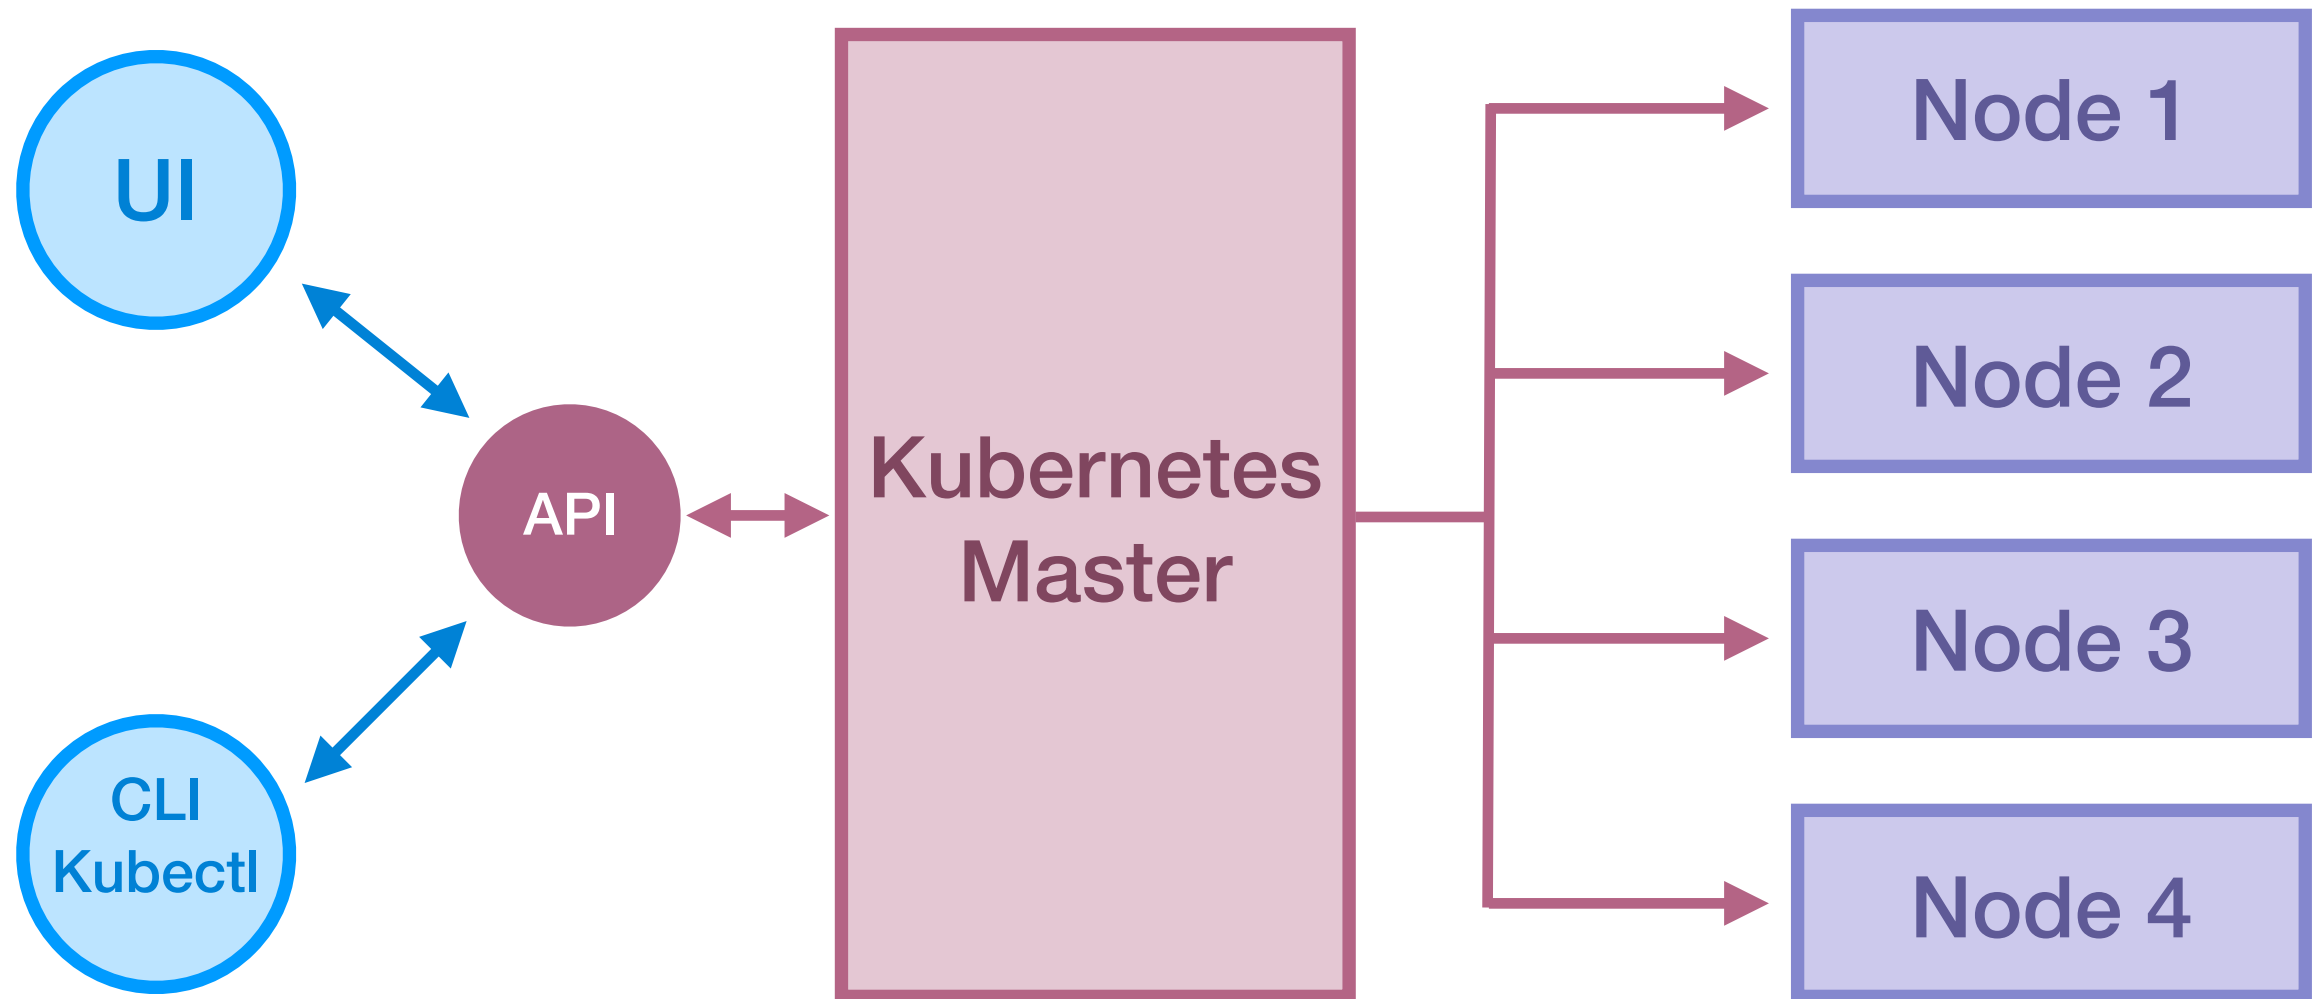 UI
CLI
Kubectl
API
Kubernetes
Master
Node 1
Node 2
Node 3
Node 4